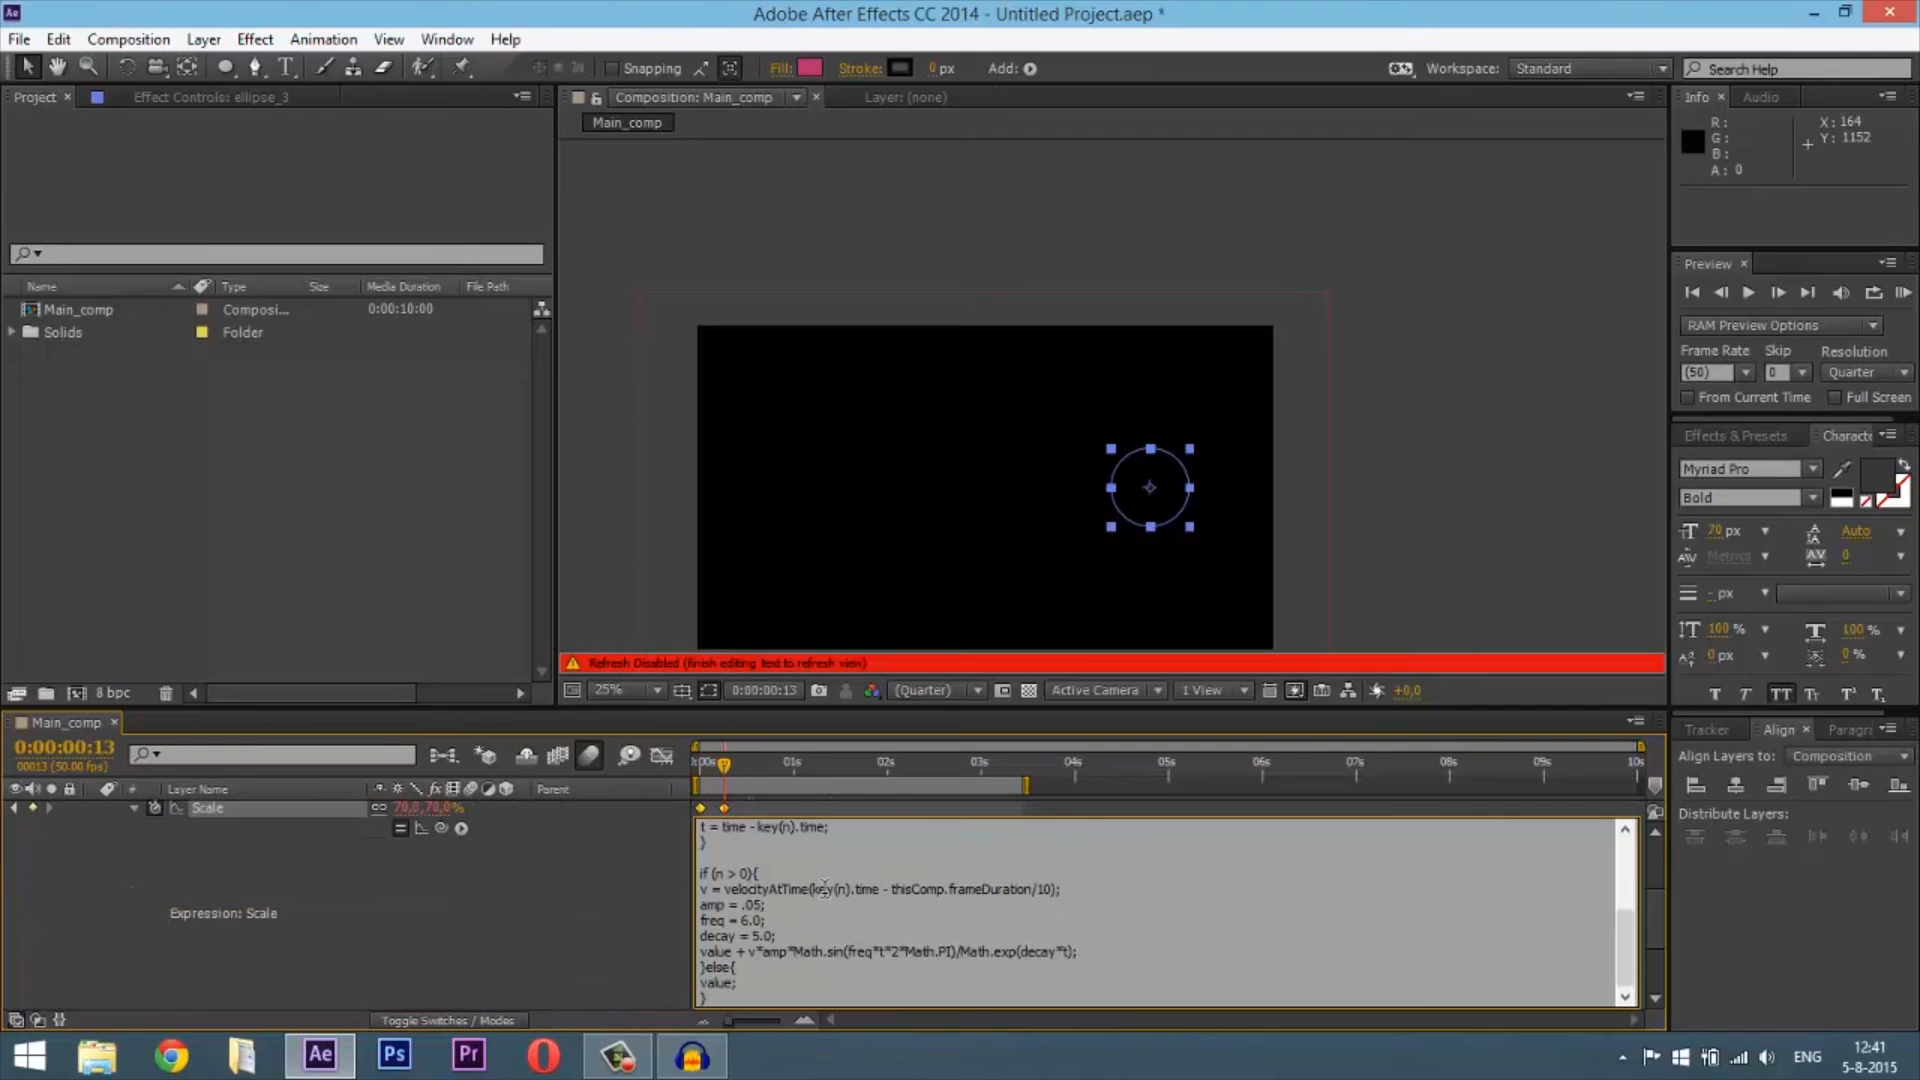 Adobe After Effects CC 2014 - Untitled Project.aep *
File Edit Composition Layer Effect Animation View Window Help
Snapping Fill: Stroke: 0 px Add: Workspace: Standard Search Help
Project Effect Controls: ellipse_3
Composition: Main_comp Layer: (none)
Main_comp
Info Audio
R: X: 164
G: Y: 1152
B:
A: 0
Name Type Size Media Duration File Path
Main_comp Composi... 0:00:10:00
Solids Folder
8 bpc
Preview
RAM Preview Options
Frame Rate Skip Resolution
(50) 0 Quarter
From Current Time Full Screen
Effects & Presets Characte
Myriad Pro
Bold
70 px Auto
Metrics 0
- px
100 % 100 %
0 px 0 %
T T TT Tr T¹ T,
Refresh Disabled (finish editing text to refresh view)
25% 0:00:00:13 (Quarter) Active Camera 1 View +0,0
Main_comp
0:00:00:13
00013 (50.00 fps)
# Layer Name Parent
Scale 70,0,70,0%
Expression: Scale
Toggle Switches / Modes
:00s 01s 02s 03s 04s 05s 06s 07s 08s 09s 10s
t = time - key(n).time;
}
if (n > 0){
v = velocityAtTime(key(n).time - thisComp.frameDuration/10);
amp = .05;
freq = 6.0;
decay = 5.0;
value + v*amp*Math.sin(freq*t*2*Math.PI)/Math.exp(decay*t);
}else{
value;
}
Tracker Align Paragra
Align Layers to: Composition
Distribute Layers:
Ae Ps Pr
ENG
12:41
5-8-2015